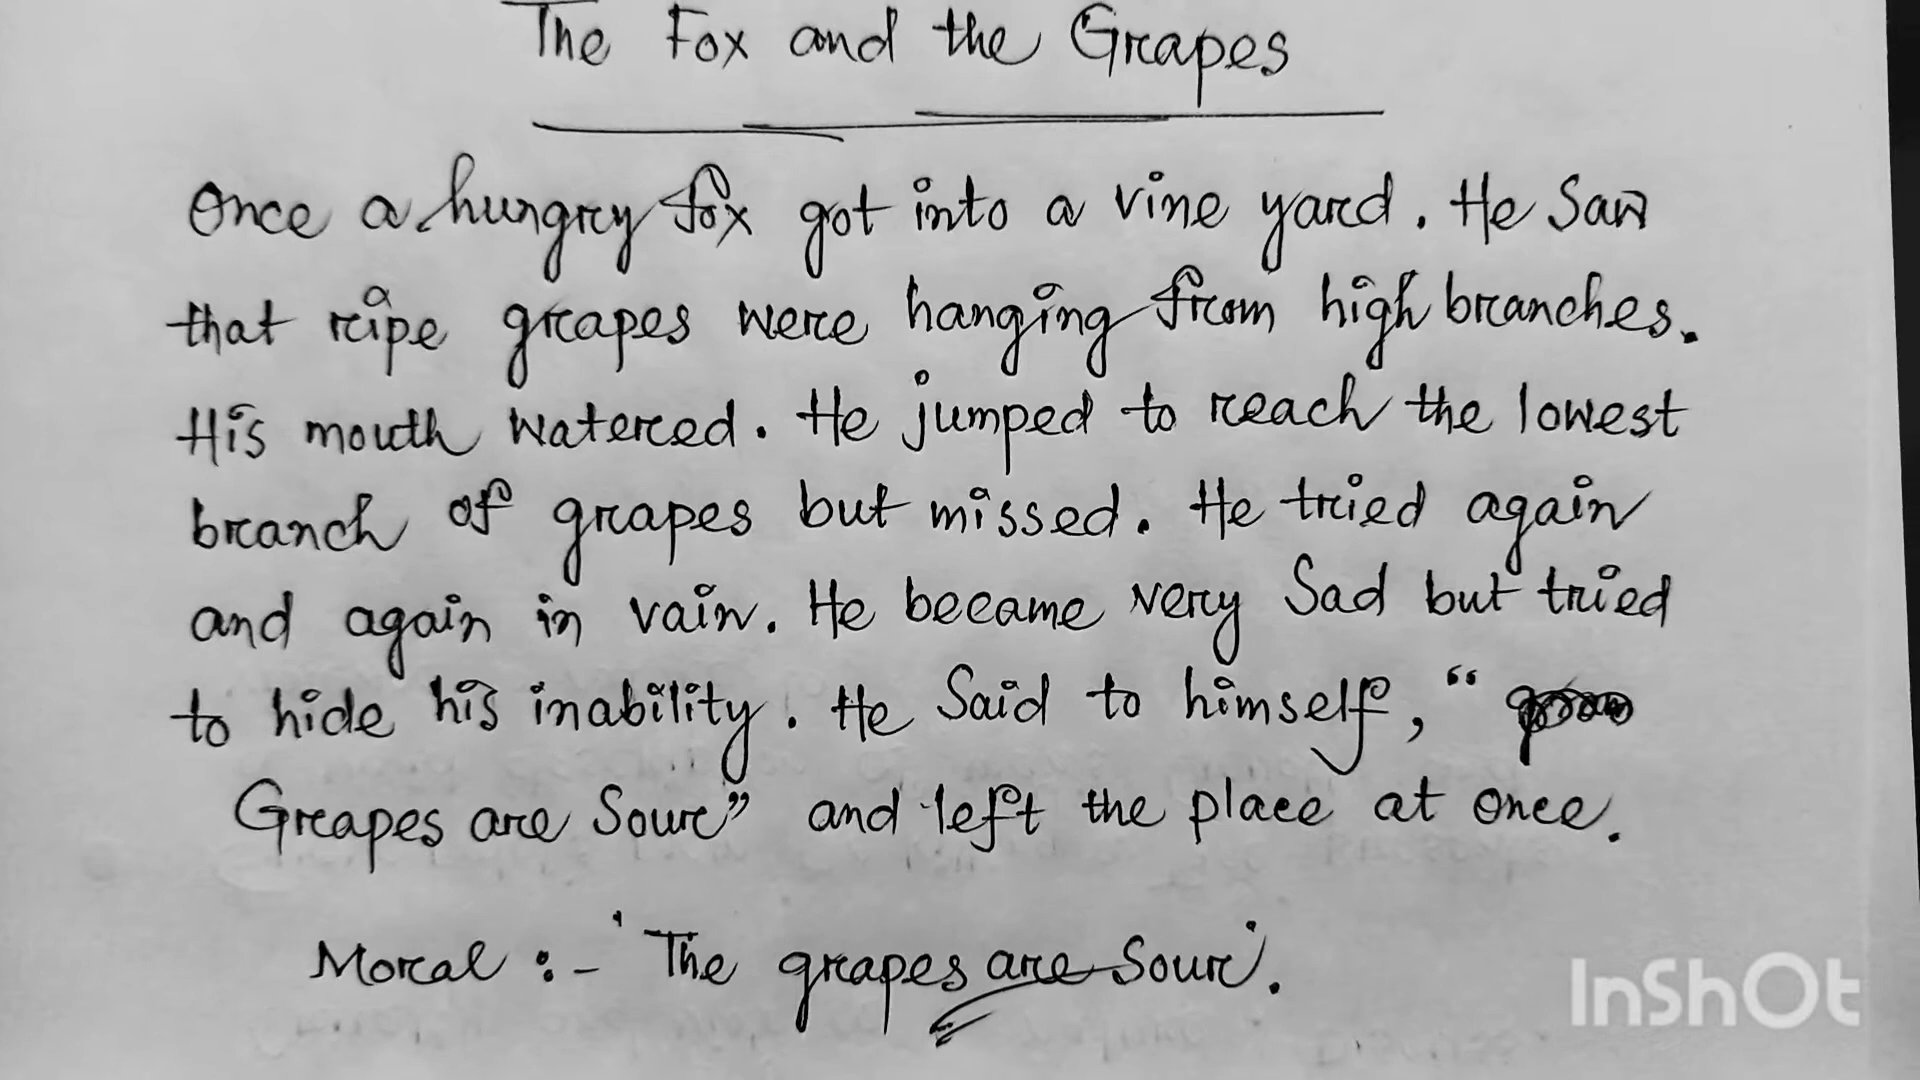 The Fox and the Grapes
Once a hungry fox got into a vine yard. He Saw
that ripe grapes were hanging from high branches.
His mouth watered. He jumped to reach the lowest
branch of grapes but missed. He tried again
and again in vain. He became very Sad but tried
to hide his inability. He Said to himself, "
Grapes are Sour" and left the place at once.
Moral :- 'The grapes are Sour'.
InShOt